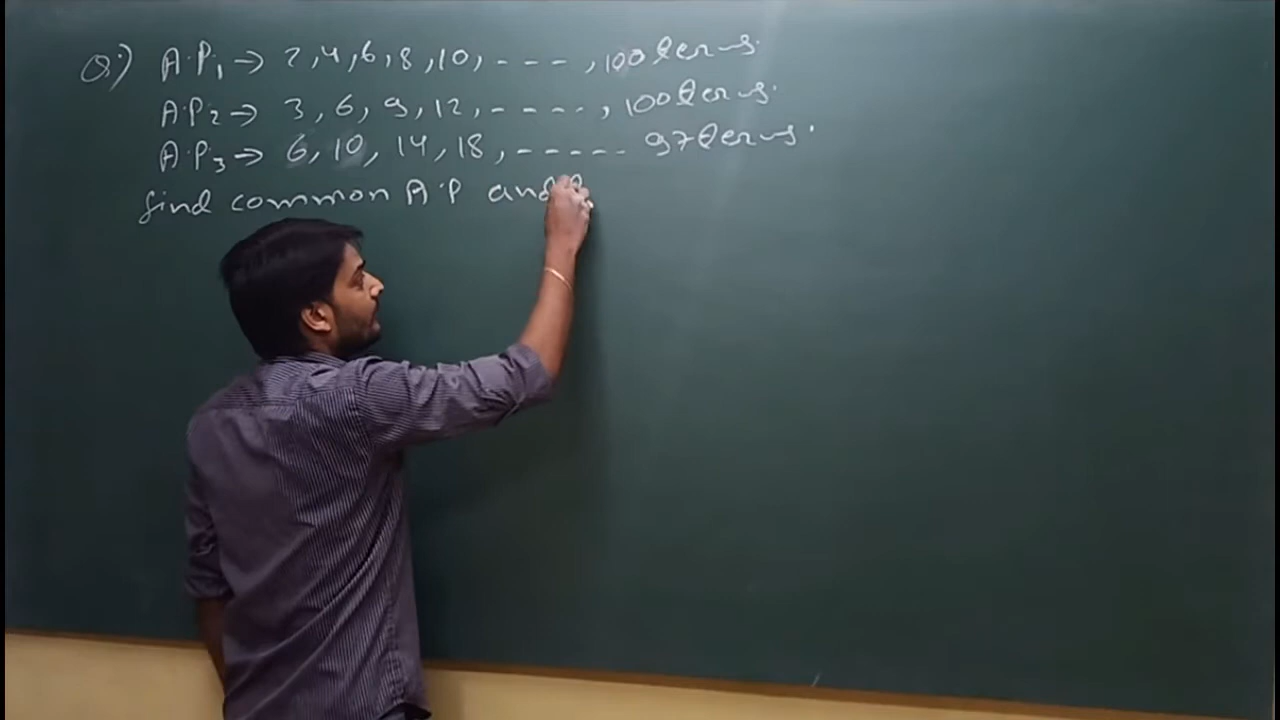 Q:) A.P₁ → 2, 4, 6, 8, 10, - - - - , 100 terms.
A.P₂ → 3, 6, 9, 12, - - - - - , 100 terms.
A.P₃ → 6, 10, 14, 18, - - - - - - 97 terms.
find common A.P and